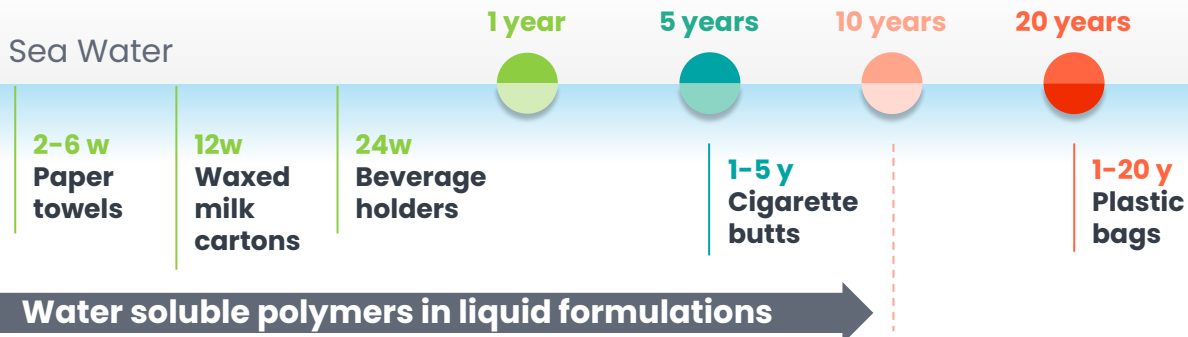 1 year
5 years
10 years
20 years
Sea Water
2-6 w
Paper
towels
12w
Waxed
milk
cartons
24w
Beverage
holders
1-5 y
Cigarette
butts
1-20 y
Plastic
bags
Water soluble polymers in liquid formulations